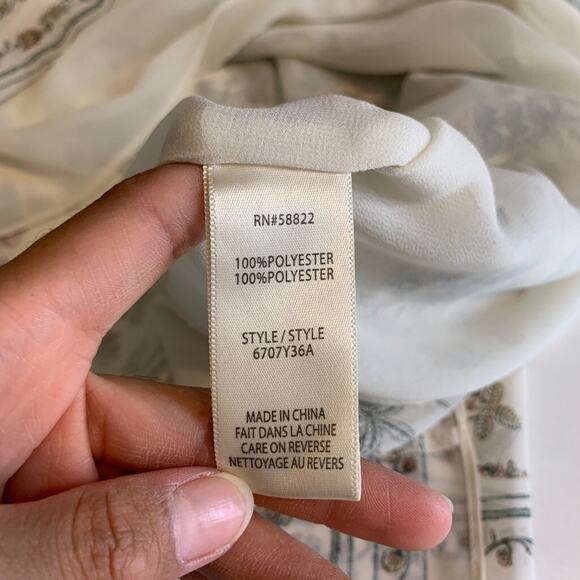 RN#58822
100%POLYESTER
100%POLYESTER
STYLE / STYLE
6707Y36A
MADE IN CHINA
FAIT DANS LA CHINE
CARE ON REVERSE
NETTOYAGE AU REVERS